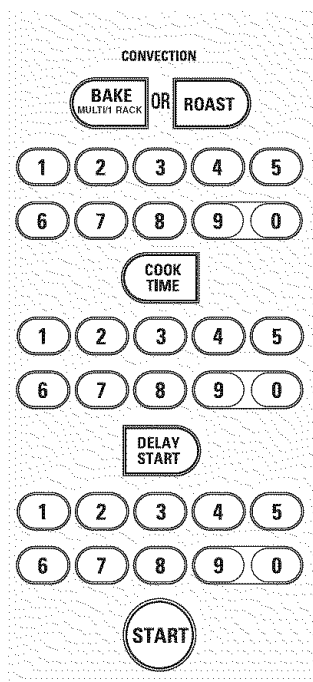 CONVECTION
BAKE
MULTI/1 RACK
OR
ROAST
1 2 3 4 5
6 7 8 9 0
COOK
TIME
1 2 3 4 5
6 7 8 9 0
DELAY
START
1 2 3 4 5
6 7 8 9 0
START